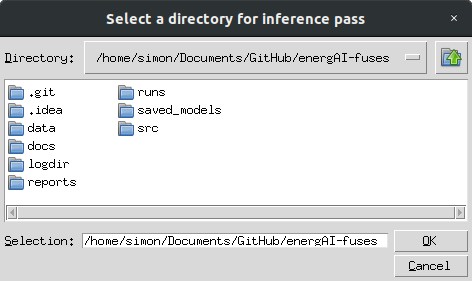 Select a directory for inference pass
Directory: /home/simon/Documents/GitHub/energAI-fuses
.git runs
.idea saved_models
data src
docs
logdir
reports
Selection: /home/simon/Documents/GitHub/energAI-fuses OK
Cancel